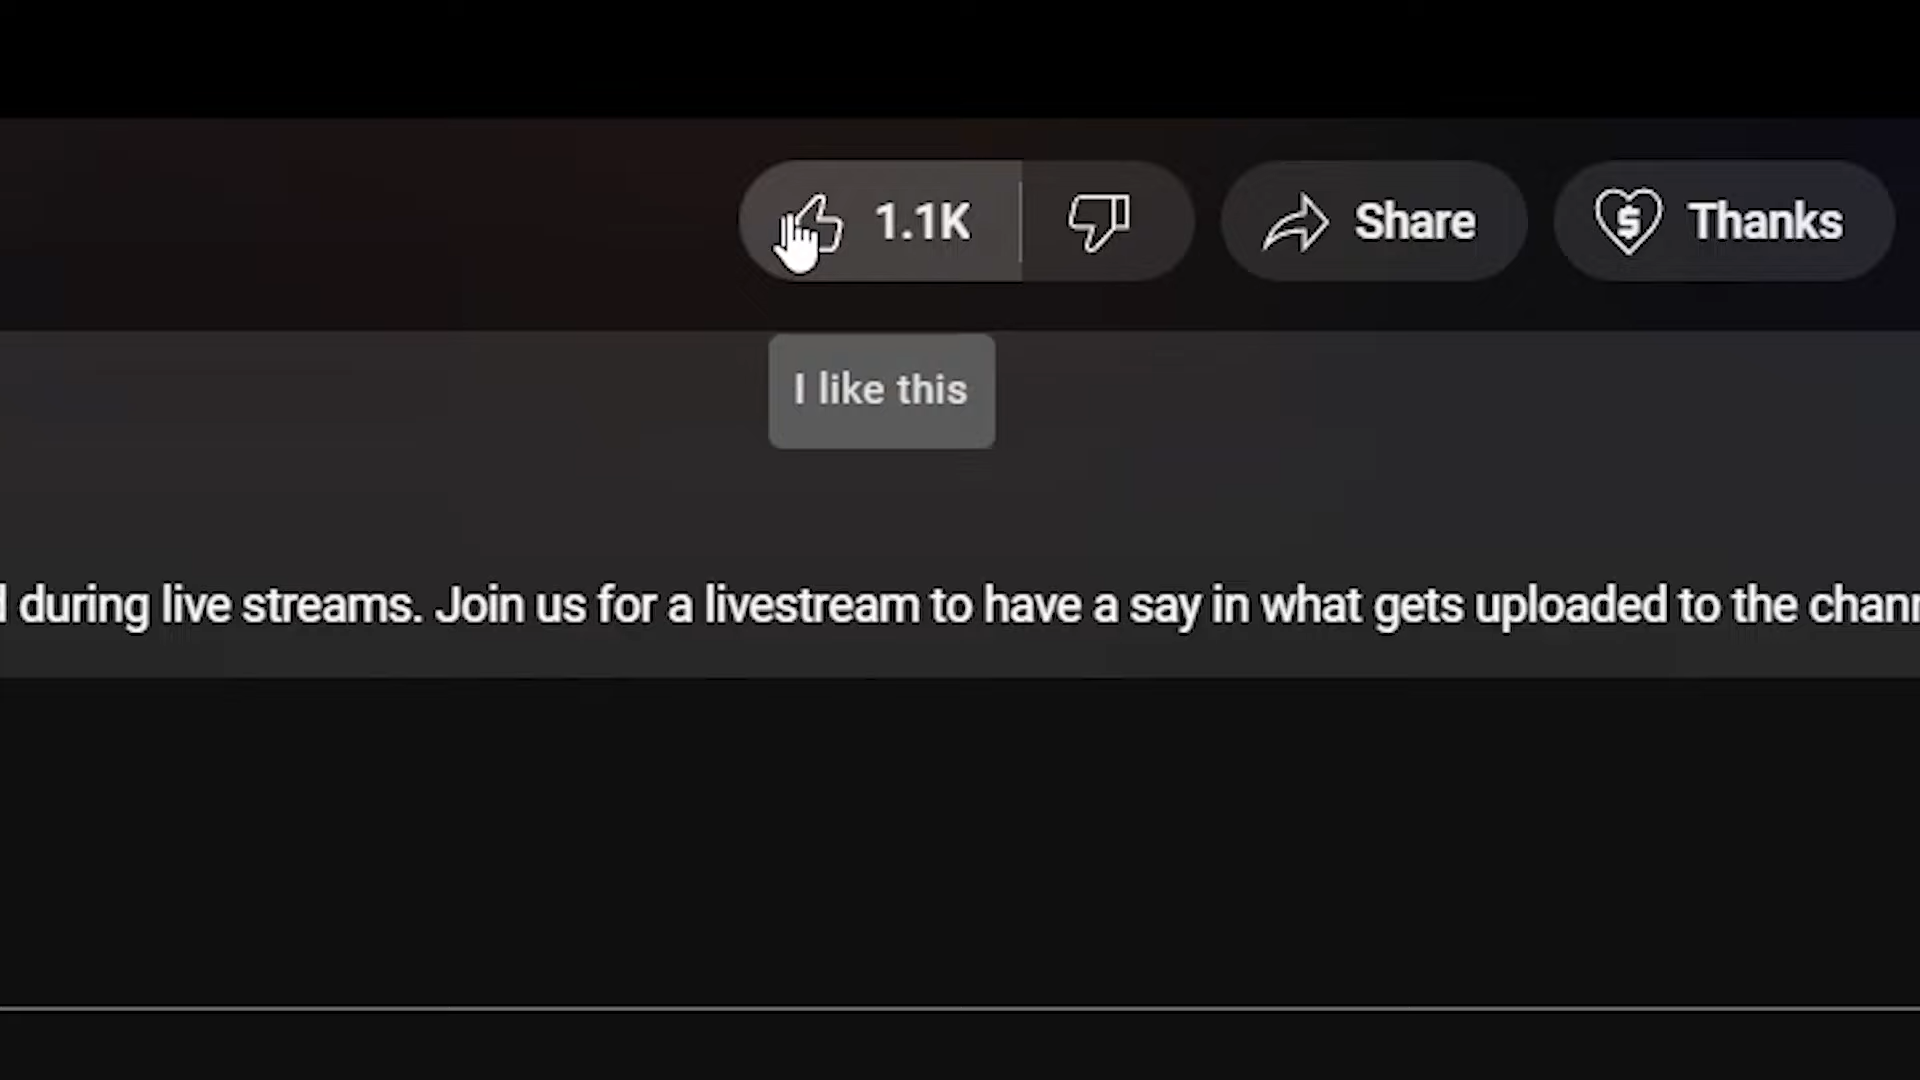 1.1K Share Thanks
I like this
during live streams. Join us for a livestream to have a say in what gets uploaded to the